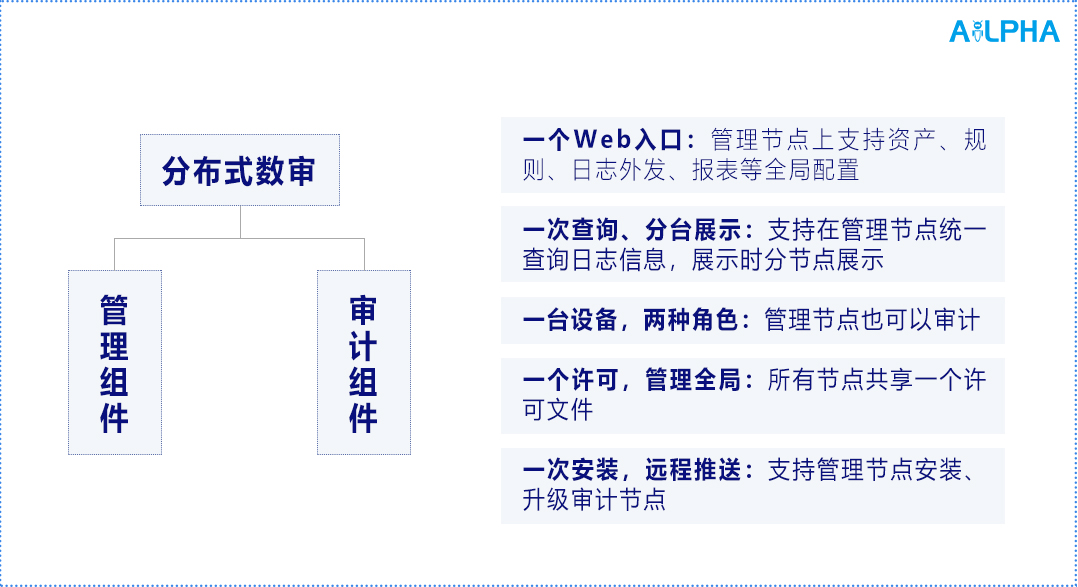 AiLPHA
分布式数审
管理组件
审计组件
一个Web入口：管理节点上支持资产、规
则、日志外发、报表等全局配置
一次查询、分台展示：支持在管理节点统一
查询日志信息，展示时分节点展示
一台设备，两种角色：管理节点也可以审计
一个许可，管理全局：所有节点共享一个许
可文件
一次安装，远程推送：支持管理节点安装、
升级审计节点